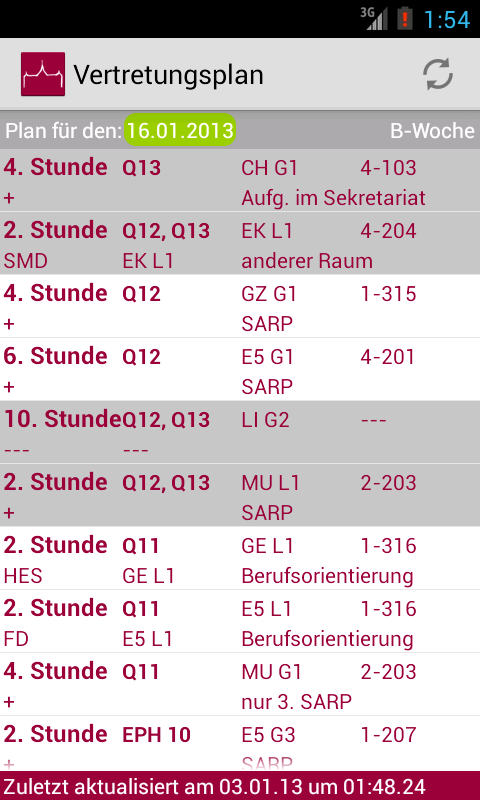 3G 1:54
Vertretungsplan
Plan für den: 16.01.2013 B-Woche
4. Stunde Q13 CH G1 4-103
+ Aufg. im Sekretariat
2. Stunde Q12, Q13 EK L1 4-204
SMD EK L1 anderer Raum
4. Stunde Q12 GZ G1 1-315
+ SARP
6. Stunde Q12 E5 G1 4-201
+ SARP
10. Stunde Q12, Q13 LI G2 ---
--- ---
2. Stunde Q12, Q13 MU L1 2-203
+ SARP
2. Stunde Q11 GE L1 1-316
HES GE L1 Berufsorientierung
2. Stunde Q11 E5 L1 1-316
FD E5 L1 Berufsorientierung
4. Stunde Q11 MU G1 2-203
+ nur 3. SARP
2. Stunde EPH 10 E5 G3 1-207
+ SARP
Zuletzt aktualisiert am 03.01.13 um 01:48.24